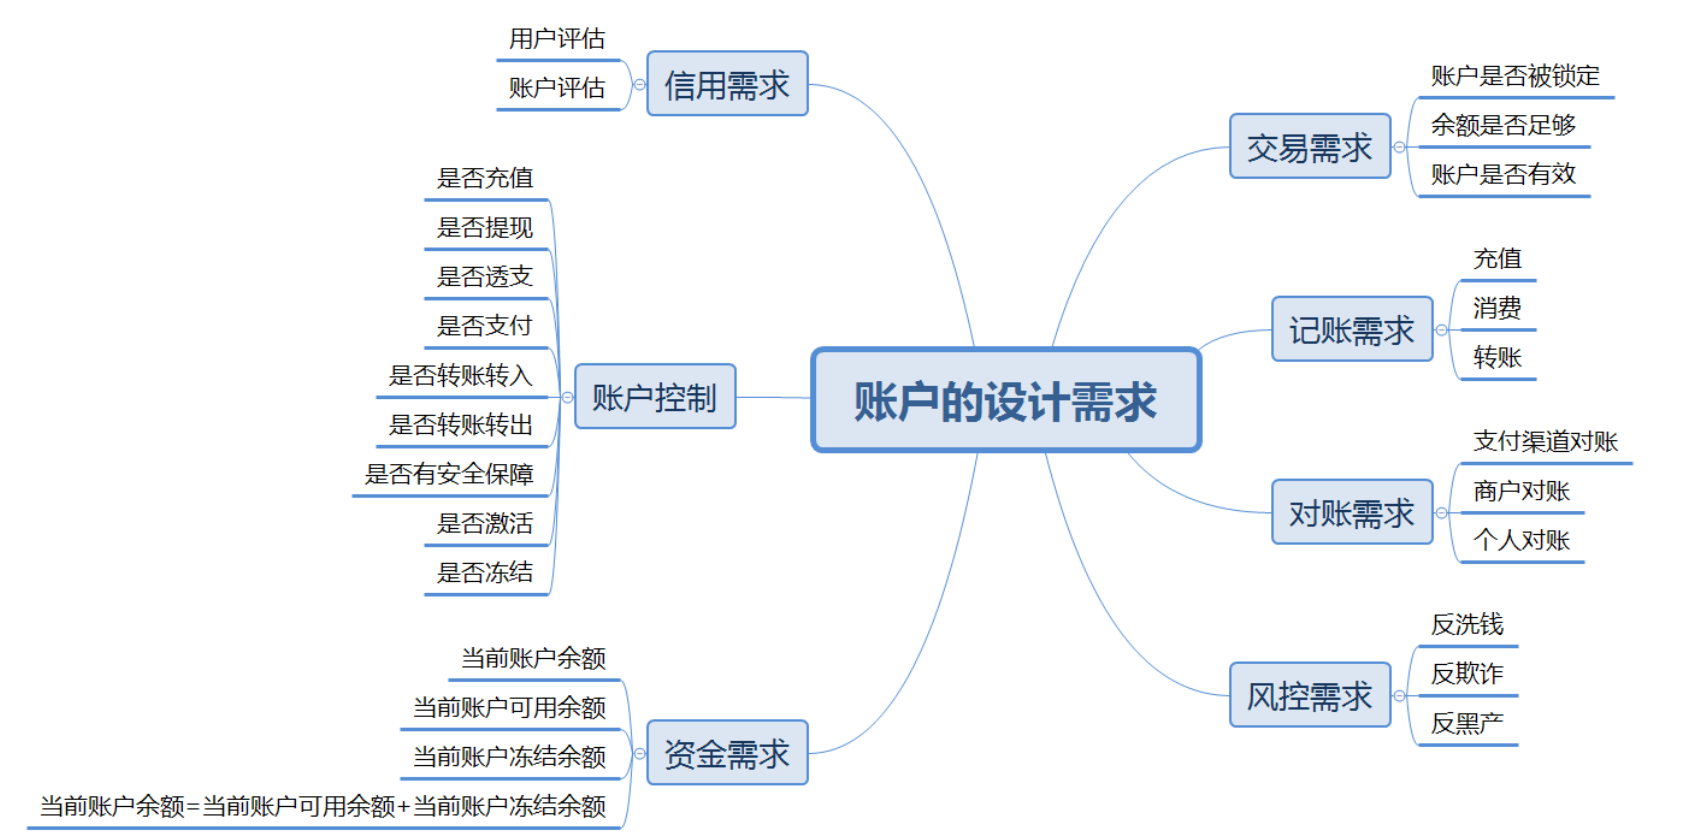 账户的设计需求
信用需求
用户评估
账户评估
账户控制
是否充值
是否提现
是否透支
是否支付
是否转账转入
是否转账转出
是否有安全保障
是否激活
是否冻结
资金需求
当前账户余额
当前账户可用余额
当前账户冻结余额
当前账户余额=当前账户可用余额+当前账户冻结余额
交易需求
账户是否被锁定
余额是否足够
账户是否有效
记账需求
充值
消费
转账
对账需求
支付渠道对账
商户对账
个人对账
风控需求
反洗钱
反欺诈
反黑产